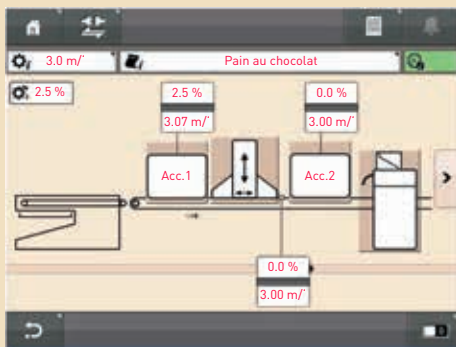 3.0 m/'
Pain au chocolat
2.5 %
2.5 %
3.07 m/'
0.0 %
3.00 m/'
Acc.1
Acc.2
0.0 %
3.00 m/'